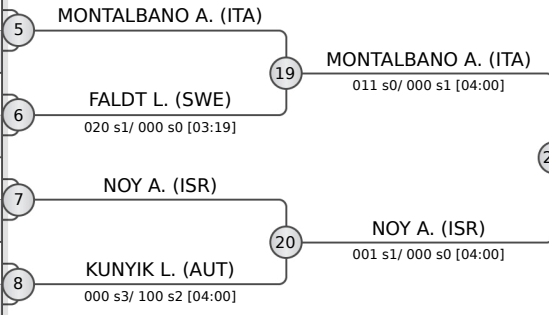 MONTALBANO A. (ITA)
5
19
MONTALBANO A. (ITA)
011 s0/ 000 s1 [04:00]
6
FALDT L. (SWE)
020 s1/ 000 s0 [03:19]
7
NOY A. (ISR)
20
NOY A. (ISR)
001 s1/ 000 s0 [04:00]
8
KUNYIK L. (AUT)
000 s3/ 100 s2 [04:00]